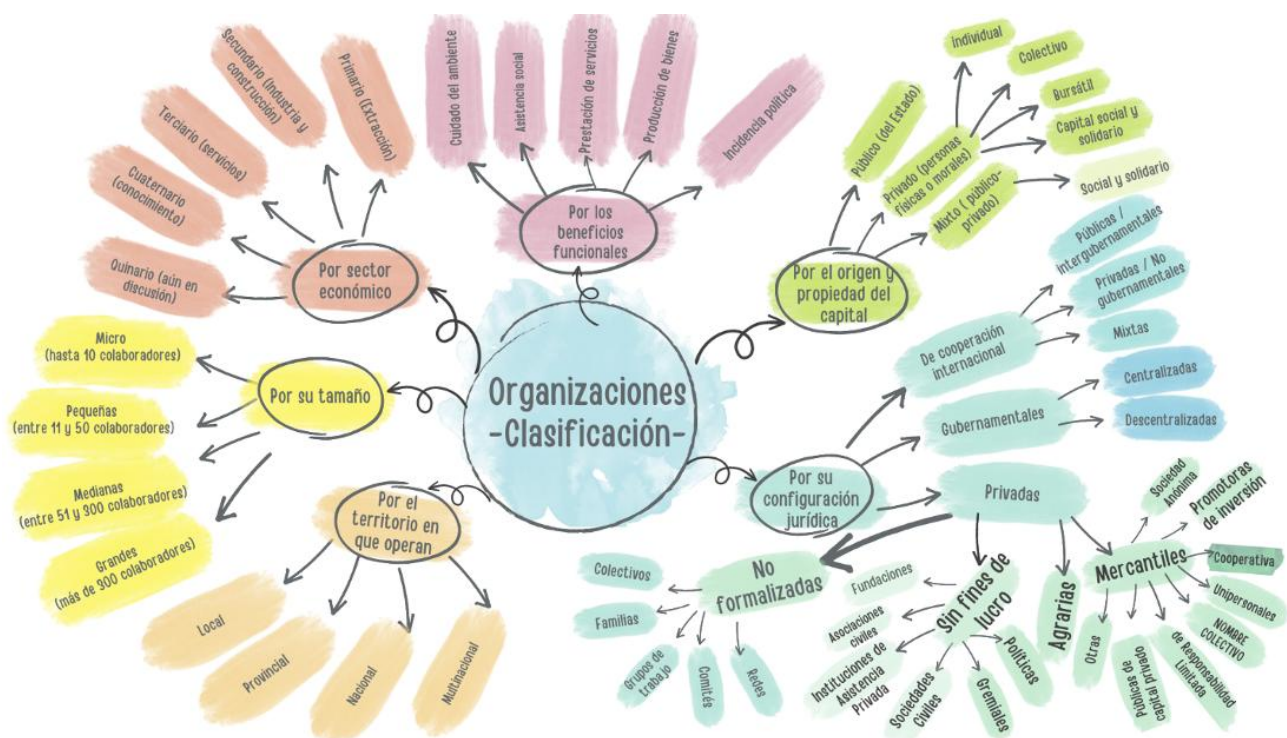 Organizaciones
-Clasificación-
Por sector
económico
Primario (Extracción)
Secundario (Industria y
construcción)
Terciario (servicios)
Cuaternario
(conocimiento)
Quinario (aún en
discusión)
Por los
beneficios
funcionales
Cuidado del ambiente
Asistencia social
Prestación de servicios
Producción de bienes
Incidencia política
Por el origen y
propiedad del
capital
Público (del Estado)
Privado (personas
físicas o morales)
Individual
Colectivo
Bursátil
Capital social y
solidario
Mixto ( público-
privado)
Social y solidario
Por su
configuración
jurídica
De cooperación
internacional
Públicas /
intergubernamentales
Privadas / No
gubernamentales
Mixtas
Gubernamentales
Centralizadas
Descentralizadas
Privadas
No
formalizadas
Colectivos
Familias
Grupos de
trabajo
Comités
Redes
Sin fines de
lucro
Fundaciones
Asociaciones
civiles
Instituciones de
Asistencia
Privada
Sociedades
Civiles
Gremiales
Políticas
Agrarias
Mercantiles
Sociedad
Anonima
Promotoras
de inversión
Cooperativa
Unipersonales
NOMBRE
COLECTIVO
de Responsabilidad
Limitada
Públicas de
capital privado
Otras
Por el
territorio en
que operan
Local
Provincial
Nacional
Multinacional
Por su tamaño
Micro
(hasta 10 colaboradores)
Pequeñas
(entre 11 y 50 colaboradores)
Medianas
(entre 51 y 300 colaboradores)
Grandes
(más de 300 colaboradores)